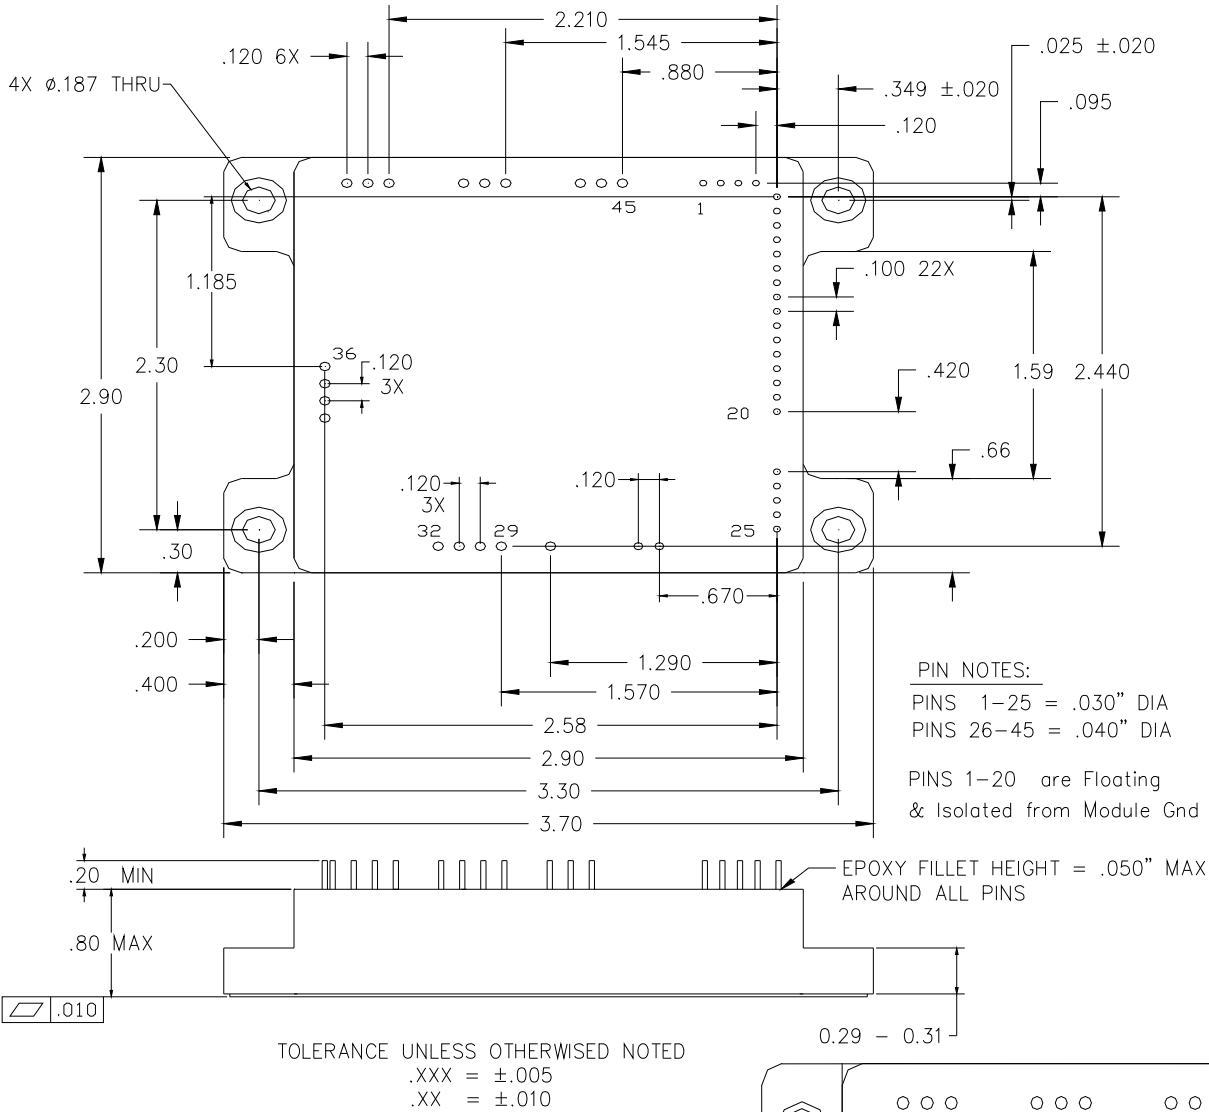 2.210
1.545
.120 6X
.880
.025 ±.020
4X ø.187 THRU
.349 ±.020
.095
.120
45
1
1.185
.100 22X
36
.120
3X
2.30
2.90
.420
1.59
2.440
20
.66
.120
3X
.120
32
29
25
.30
.670
.200
1.290
.400
1.570
2.58
2.90
3.30
3.70
PIN NOTES:
PINS 1-25 = .030" DIA
PINS 26-45 = .040" DIA
PINS 1-20 are Floating
& Isolated from Module Gnd
.20 MIN
EPOXY FILLET HEIGHT = .050" MAX
AROUND ALL PINS
.80 MAX
.010
0.29 - 0.31
TOLERANCE UNLESS OTHERWISED NOTED
.XXX = ±.005
.XX = ±.010